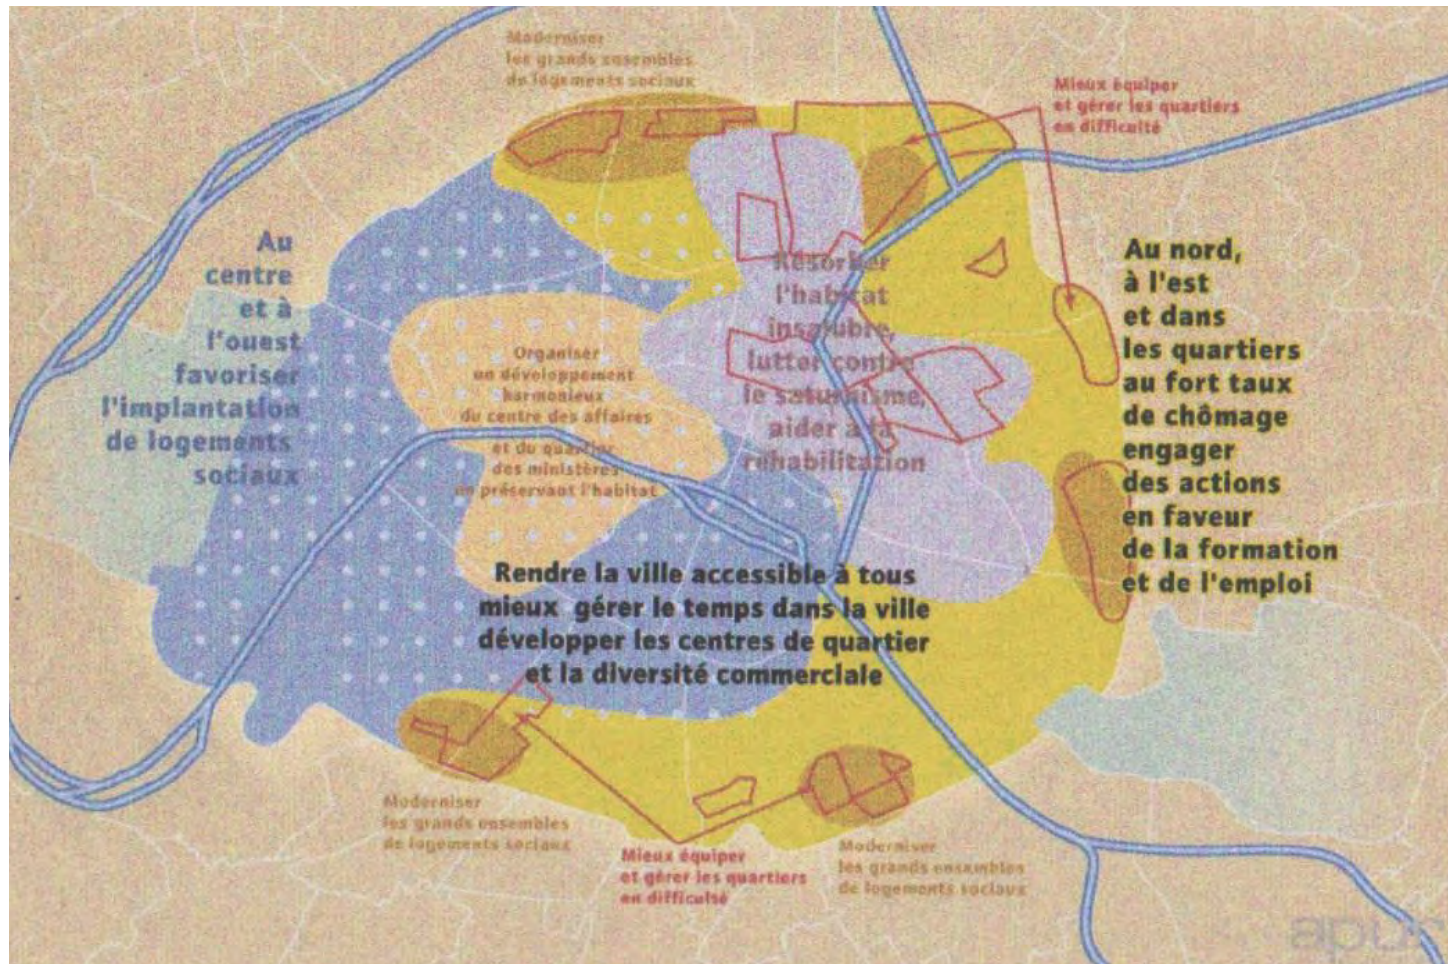 Moderniser
les grands ensembles
de logements sociaux
Mieux équiper
et gérer les quartiers
en difficulté
Au
centre
et à
l'ouest
favoriser
l'implantation
de logements
sociaux
Organiser
un développement
harmonieux
du centre des affaires
et du quartier
des ministères
en préservant l'habitat
Résorber
l'habitat
insalubre,
lutter contre
le saturnisme,
aider à la
réhabilitation
Au nord,
à l'est
et dans
les quartiers
au fort taux
de chômage
engager
des actions
en faveur
de la formation
et de l'emploi
Rendre la ville accessible à tous
mieux gérer le temps dans la ville
développer les centres de quartier
et la diversité commerciale
Moderniser
les grands ensembles
de logements sociaux
Mieux équiper
et gérer les quartiers
en difficulté
Moderniser
les grands ensembles
de logements sociaux
apur